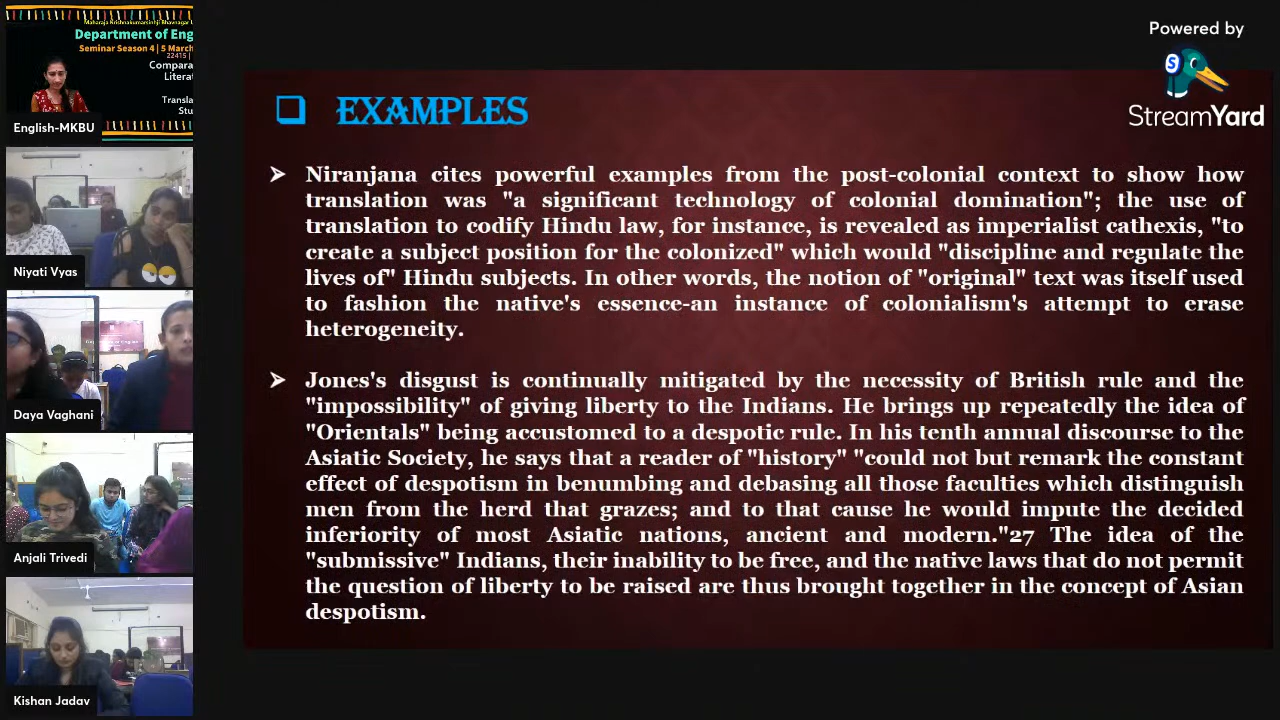 Maharaja Krishnakumarsinhji Bhavnagar
Department of Eng
Seminar Season 4 | 5 March
22415 |
Compara
Literat
Transla
Stu
English-MKBU
Niyati Vyas
Daya Vaghani
Anjali Trivedi
Kishan Jadav
Powered by
S
StreamYard
EXAMPLES
Niranjana cites powerful examples from the post-colonial context to show how
translation was "a significant technology of colonial domination"; the use of
translation to codify Hindu law, for instance, is revealed as imperialist cathexis, "to
create a subject position for the colonized" which would "discipline and regulate the
lives of" Hindu subjects. In other words, the notion of "original" text was itself used
to fashion the native's essence-an instance of colonialism's attempt to erase
heterogeneity.
Jones's disgust is continually mitigated by the necessity of British rule and the
"impossibility" of giving liberty to the Indians. He brings up repeatedly the idea of
"Orientals" being accustomed to a despotic rule. In his tenth annual discourse to the
Asiatic Society, he says that a reader of "history" "could not but remark the constant
effect of despotism in benumbing and debasing all those faculties which distinguish
men from the herd that grazes; and to that cause he would impute the decided
inferiority of most Asiatic nations, ancient and modern."27 The idea of the
"submissive" Indians, their inability to be free, and the native laws that do not permit
the question of liberty to be raised are thus brought together in the concept of Asian
despotism.